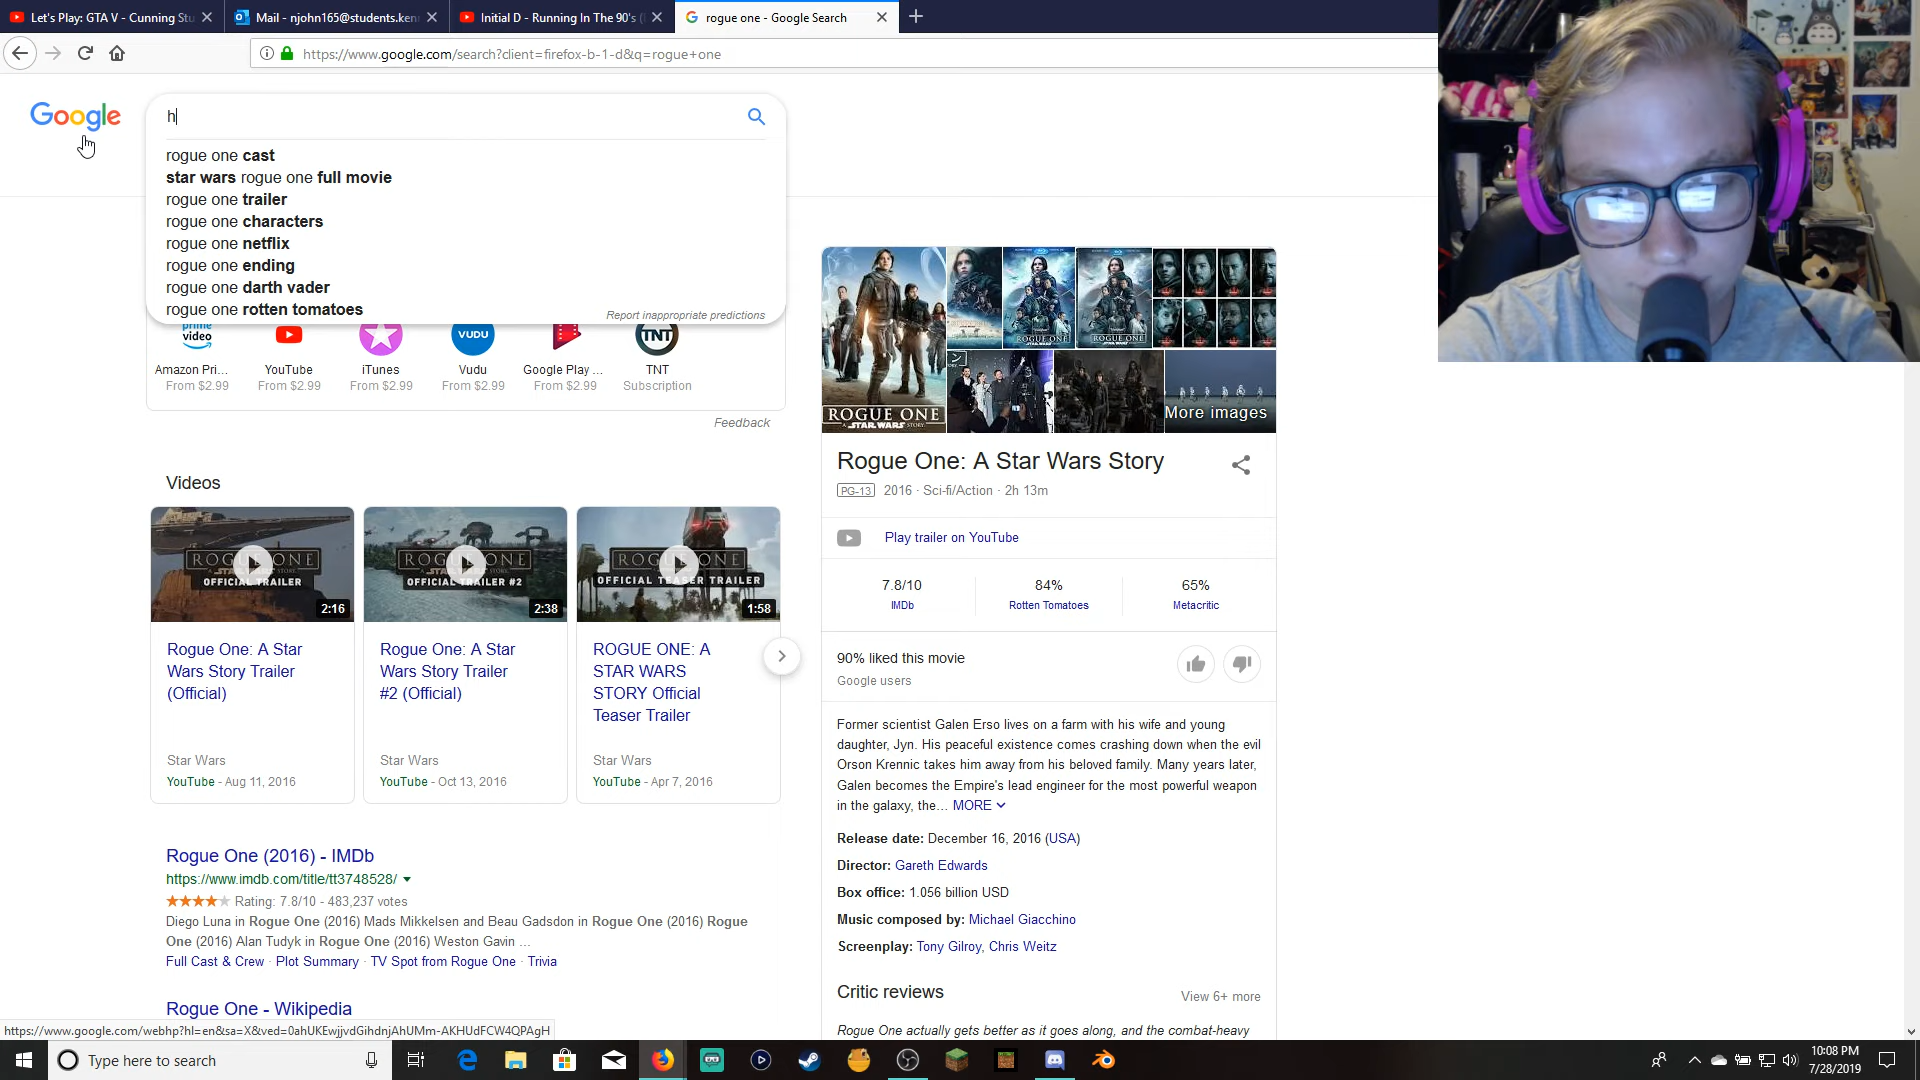 Let's Play: GTA V - Cunning Stu
Mail - njohn165@students.ken
Initial D - Running In The 90's (
rogue one - Google Search
https://www.google.com/search?client=firefox-b-1-d&q=rogue+one
Google
h
rogue one cast
star wars rogue one full movie
rogue one trailer
rogue one characters
rogue one netflix
rogue one ending
rogue one darth vader
rogue one rotten tomatoes
Report inappropriate predictions
prime video
VUDU
TNT
Amazon Pri...
YouTube
iTunes
Vudu
Google Play ...
TNT
From $2.99
From $2.99
From $2.99
From $2.99
From $2.99
Subscription
Feedback
ROGUE ONE
A STAR WARS STORY
ROGUE ONE
ROGUE ONE
More images
Rogue One: A Star Wars Story
PG-13 2016 · Sci-fi/Action · 2h 13m
Play trailer on YouTube
7.8/10
IMDb
84%
Rotten Tomatoes
65%
Metacritic
90% liked this movie
Google users
Videos
ROGUE ONE
OFFICIAL TRAILER
2:16
ROGUE ONE
OFFICIAL TRAILER #2
2:38
ROGUE ONE
OFFICIAL TEASER TRAILER
1:58
Rogue One: A Star
Wars Story Trailer
(Official)
Star Wars
YouTube - Aug 11, 2016
Rogue One: A Star
Wars Story Trailer
#2 (Official)
Star Wars
YouTube - Oct 13, 2016
ROGUE ONE: A
STAR WARS
STORY Official
Teaser Trailer
Star Wars
YouTube - Apr 7, 2016
Former scientist Galen Erso lives on a farm with his wife and young
daughter, Jyn. His peaceful existence comes crashing down when the evil
Orson Krennic takes him away from his beloved family. Many years later,
Galen becomes the Empire's lead engineer for the most powerful weapon
in the galaxy, the... MORE
Release date: December 16, 2016 (USA)
Director: Gareth Edwards
Box office: 1.056 billion USD
Music composed by: Michael Giacchino
Screenplay: Tony Gilroy, Chris Weitz
Critic reviews
View 6+ more
Rogue One actually gets better as it goes along, and the combat-heavy
Rogue One (2016) - IMDb
https://www.imdb.com/title/tt3748528/
Rating: 7.8/10 - 483,237 votes
Diego Luna in Rogue One (2016) Mads Mikkelsen and Beau Gadsdon in Rogue One (2016) Rogue
One (2016) Alan Tudyk in Rogue One (2016) Weston Gavin ...
Full Cast & Crew · Plot Summary · TV Spot from Rogue One · Trivia
Rogue One - Wikipedia
https://www.google.com/webhp?hl=en&sa=X&ved=0ahUKEwjjvdGihdnjAhUMm-AKHUdFCW4QPAgH
Type here to search
10:08 PM
7/28/2019